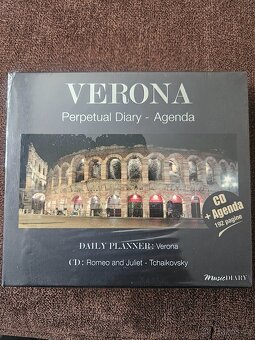 VERONA
Perpetual Diary - Agenda
CD
+ Agenda
192 pagine
DAILY PLANNER: Verona
CD: Romeo and Juliet - Tchaikovsky
MusicDIARY